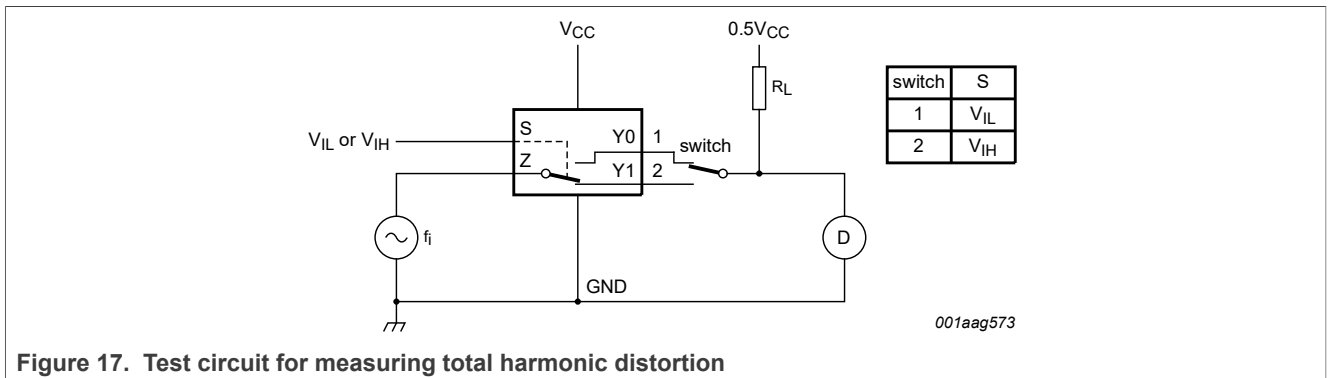 VCC
0.5VCC
RL
switch S
1 VIL
2 VIH
VIL or VIH
S
Y0 1
switch
Z
Y1 2
fi
D
GND
001aag573
Figure 17. Test circuit for measuring total harmonic distortion